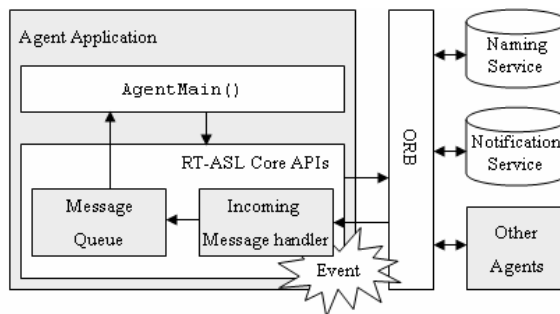 Agent Application
AgentMain()
RT-ASL Core APIs
Message
Queue
Incoming
Message handler
Event
ORB
Naming
Service
Notification
Service
Other
Agents